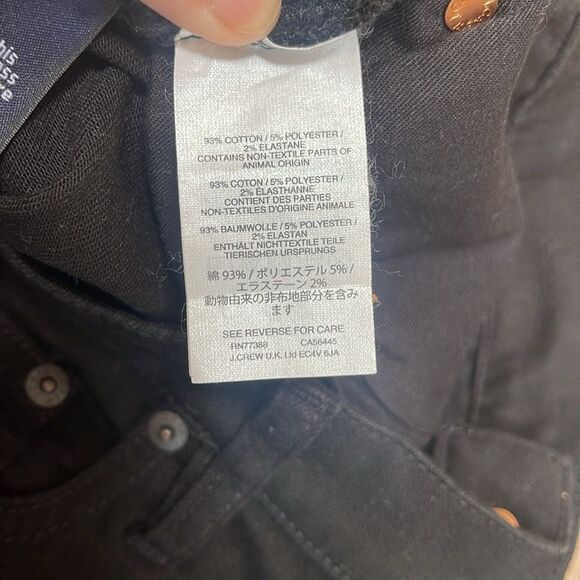 his
ss
re
93% COTTON / 5% POLYESTER /
2% ELASTANE
CONTAINS NON-TEXTILE PARTS OF
ANIMAL ORIGIN
93% COTON / 5% POLYESTER /
2% ÉLASTHANNE
CONTIENT DES PARTIES
NON-TEXTILES D'ORIGINE ANIMALE
93% BAUMWOLLE / 5% POLYESTER /
2% ELASTAN
ENTHÄLT NICHTTEXTILE TEILE
TIERISCHEN URSPRUNGS
綿 93% / ポリエステル 5% /
エラステーン 2%
動物由来の非布地部分を含み
ます
SEE REVERSE FOR CARE
RN77388 CA56445
J.CREW U.K. Ltd EC4V 6JA